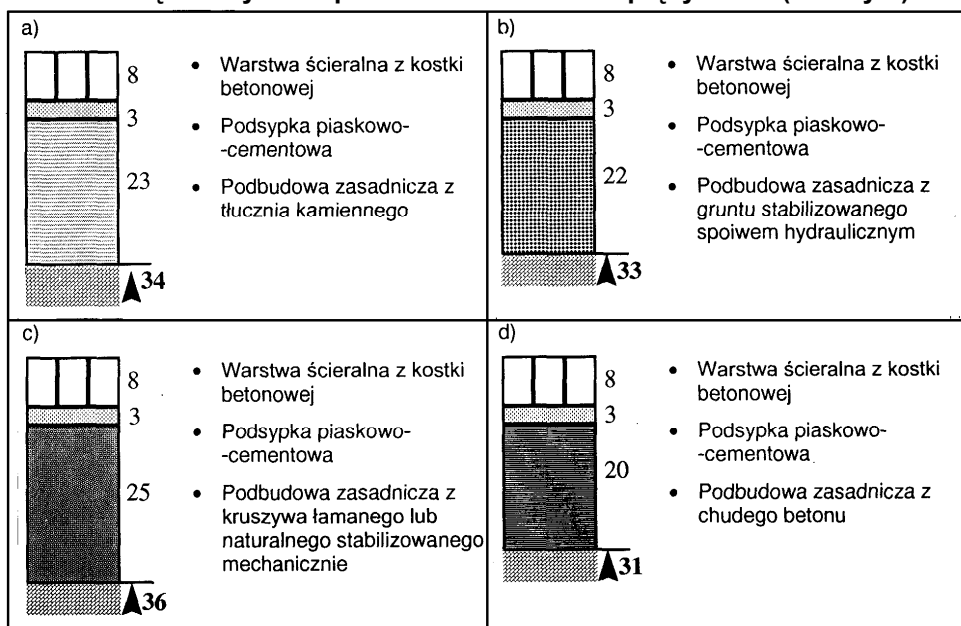 a)
8
3
23
34
• Warstwa ścieralna z kostki
betonowej
• Podsypka piaskowo-
-cementowa
• Podbudowa zasadnicza z
tłucznia kamiennego
b)
8
3
22
33
• Warstwa ścieralna z kostki
betonowej
• Podsypka piaskowo-
-cementowa
• Podbudowa zasadnicza z
gruntu stabilizowanego
spoiwem hydraulicznym
c)
8
3
25
36
• Warstwa ścieralna z kostki
betonowej
• Podsypka piaskowo-
-cementowa
• Podbudowa zasadnicza z
kruszywa łamanego lub
naturalnego stabilizowanego
mechanicznie
d)
8
3
20
31
• Warstwa ścieralna z kostki
betonowej
• Podsypka piaskowo-
-cementowa
• Podbudowa zasadnicza z
chudego betonu